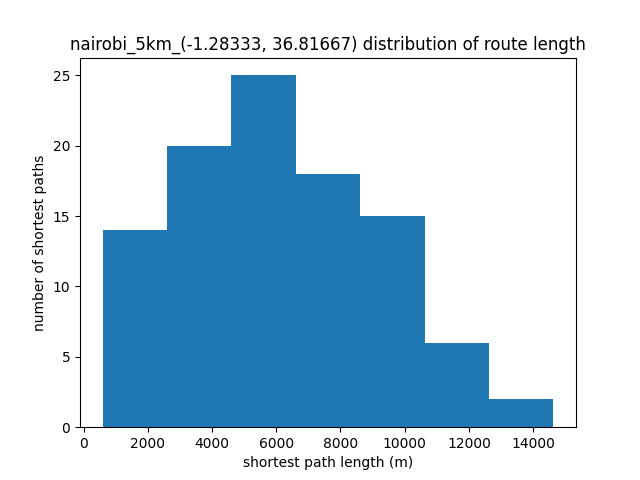 nairobi_5km_(-1.28333, 36.81667) distribution of route length
25
20
15
10
5
0
number of shortest paths
0 2000 4000 6000 8000 10000 12000 14000
shortest path length (m)